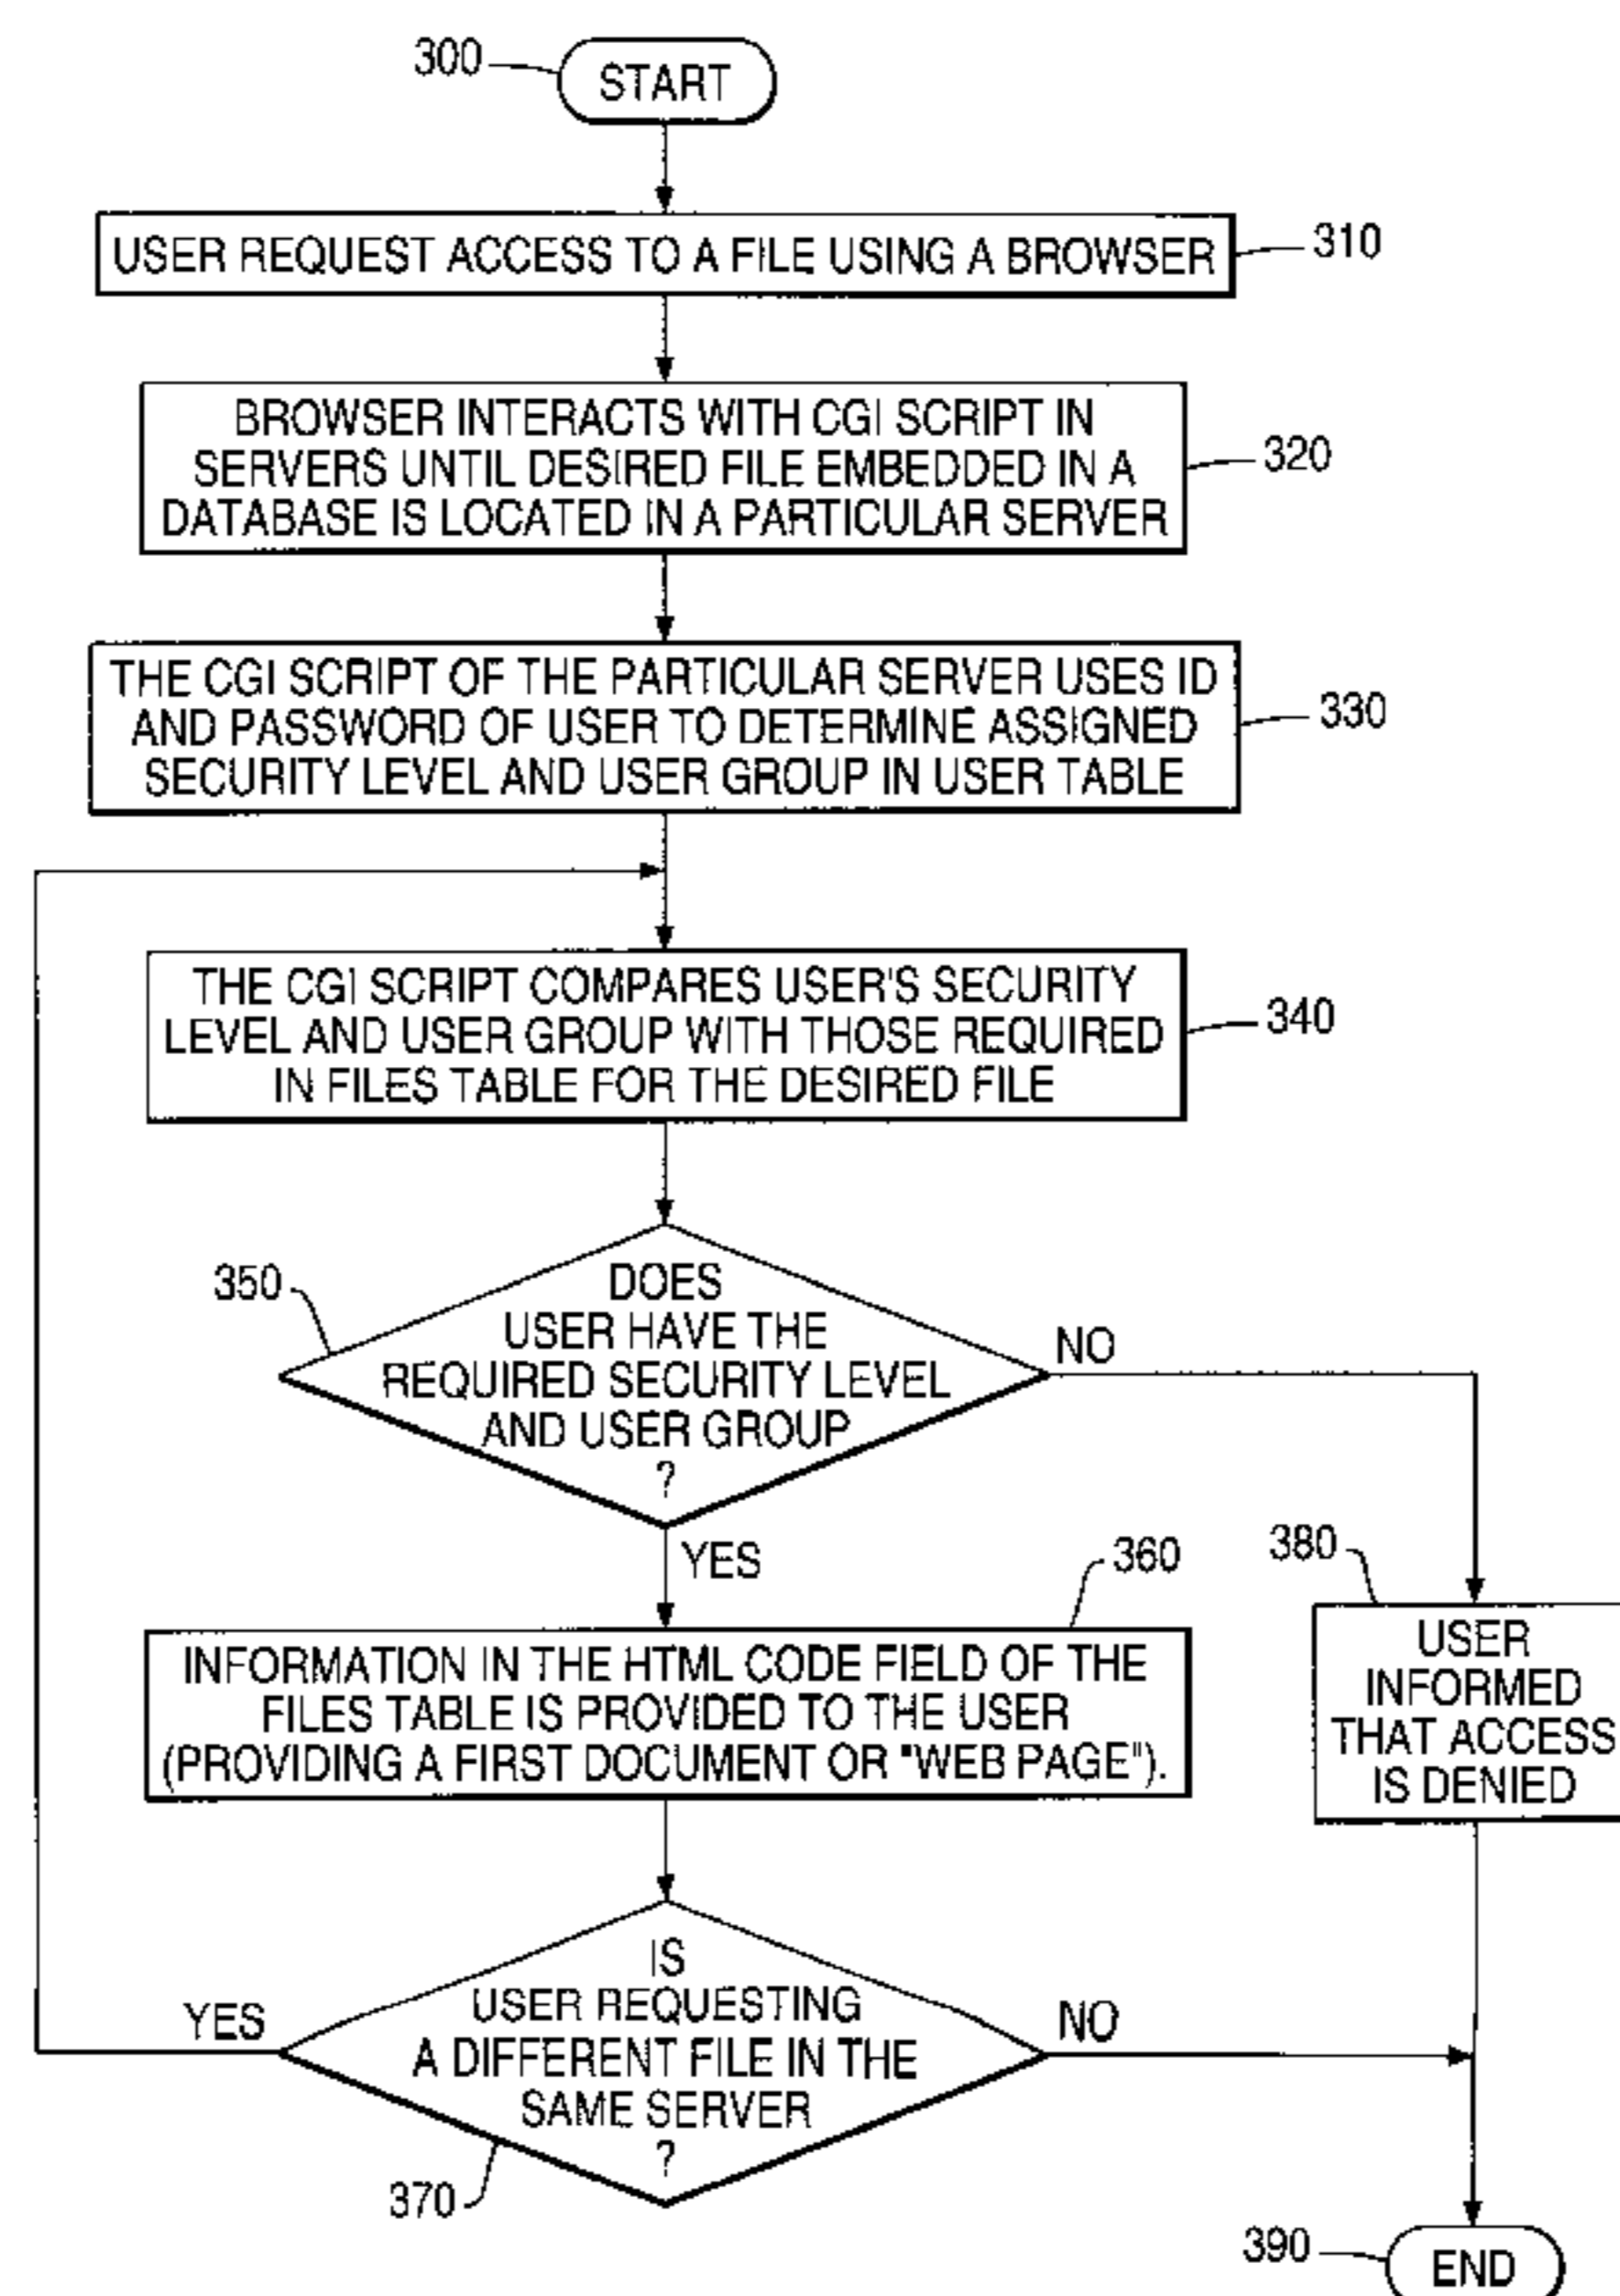 300
START
USER REQUEST ACCESS TO A FILE USING A BROWSER
310
BROWSER INTERACTS WITH CGI SCRIPT IN
SERVERS UNTIL DESIRED FILE EMBEDDED IN A
DATABASE IS LOCATED IN A PARTICULAR SERVER
320
THE CGI SCRIPT OF THE PARTICULAR SERVER USES ID
AND PASSWORD OF USER TO DETERMINE ASSIGNED
SECURITY LEVEL AND USER GROUP IN USER TABLE
330
THE CGI SCRIPT COMPARES USER'S SECURITY
LEVEL AND USER GROUP WITH THOSE REQUIRED
IN FILES TABLE FOR THE DESIRED FILE
340
350
DOES
USER HAVE THE
REQUIRED SECURITY LEVEL
AND USER GROUP
?
NO
YES
360
INFORMATION IN THE HTML CODE FIELD OF THE
FILES TABLE IS PROVIDED TO THE USER
(PROVIDING A FIRST DOCUMENT OR "WEB PAGE").
380
USER
INFORMED
THAT ACCESS
IS DENIED
IS
USER REQUESTING
A DIFFERENT FILE IN THE
SAME SERVER
?
YES
NO
370
390
END